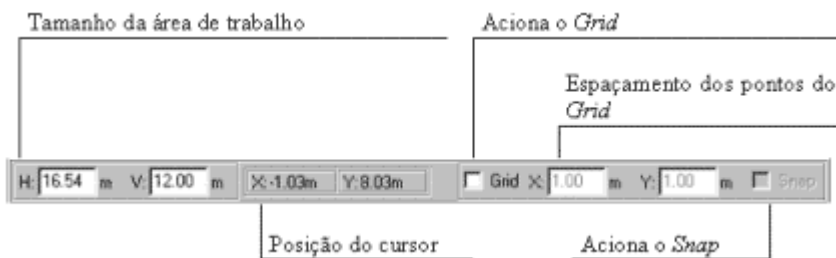 Tamanho da área de trabalho
Aciona o Grid
Espaçamento dos pontos do
Grid
H: 16.54 m V: 12.00 m X:-1.03m Y:8.03m Grid X: 1.00 m Y: 1.00 m Snap
Posição do cursor
Aciona o Snap